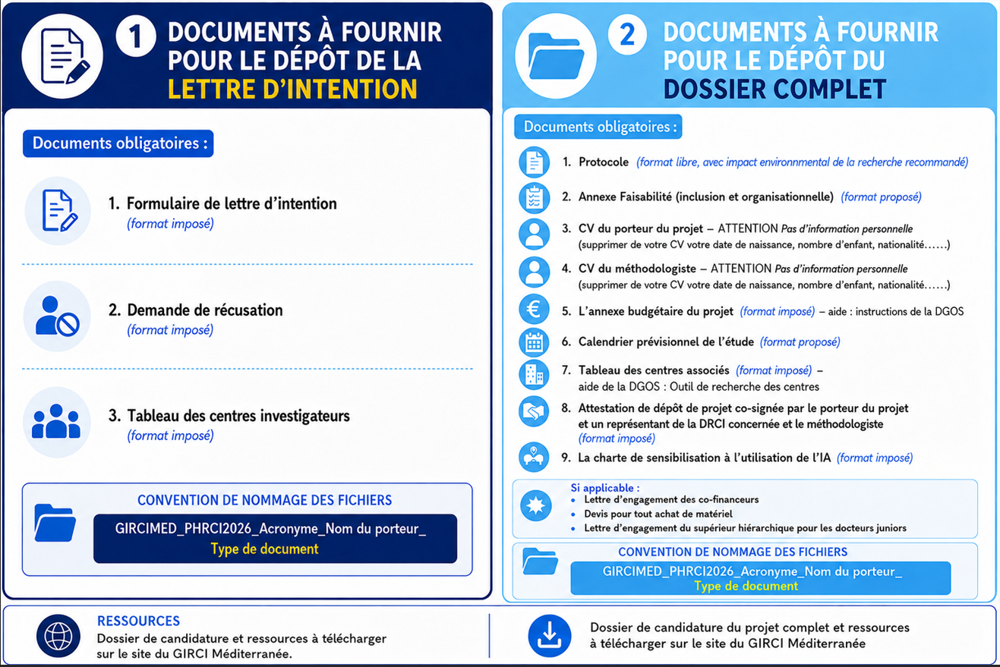 1
DOCUMENTS À FOURNIR
POUR LE DÉPÔT DE LA
LETTRE D'INTENTION
Documents obligatoires :
1. Formulaire de lettre d'intention
(format imposé)
2. Demande de récusation
(format imposé)
3. Tableau des centres investigateurs
(format imposé)
CONVENTION DE NOMMAGE DES FICHIERS
GIRCIMED_PHRCI2026_Acronyme_Nom du porteur_
Type de document
2
DOCUMENTS À FOURNIR
POUR LE DÉPÔT DU
DOSSIER COMPLET
Documents obligatoires :
1. Protocole (format libre, avec impact environnmental de la recherche recommandé)
2. Annexe Faisabilité (inclusion et organisationnelle) (format proposé)
3. CV du porteur du projet – ATTENTION Pas d'information personnelle
(supprimer de votre CV votre date de naissance, nombre d'enfant, nationalité......)
4. CV du méthodologiste – ATTENTION Pas d'information personnelle
(supprimer de votre CV votre date de naissance, nombre d'enfant, nationalité......)
5. L'annexe budgétaire du projet (format imposé) – aide : instructions de la DGOS
6. Calendrier prévisionnel de l'étude (format proposé)
7. Tableau des centres associés (format imposé) –
aide de la DGOS : Outil de recherche des centres
8. Attestation de dépôt de projet co-signée par le porteur du projet
et un représentant de la DRCI concernée et le méthodologiste
(format imposé)
9. La charte de sensibilisation à l'utilisation de l'IA (format imposé)
Si applicable :
• Lettre d'engagement des co-financeurs
• Devis pour tout achat de matériel
• Lettre d'engagement du supérieur hiérarchique pour les docteurs juniors
CONVENTION DE NOMMAGE DES FICHIERS
GIRCIMED_PHRCI2026_Acronyme_Nom du porteur_
Type de document
RESSOURCES
Dossier de candidature et ressources à télécharger
sur le site du GIRCI Méditerranée.
Dossier de candidature du projet complet et ressources
à télécharger sur le site du GIRCI Méditerranée